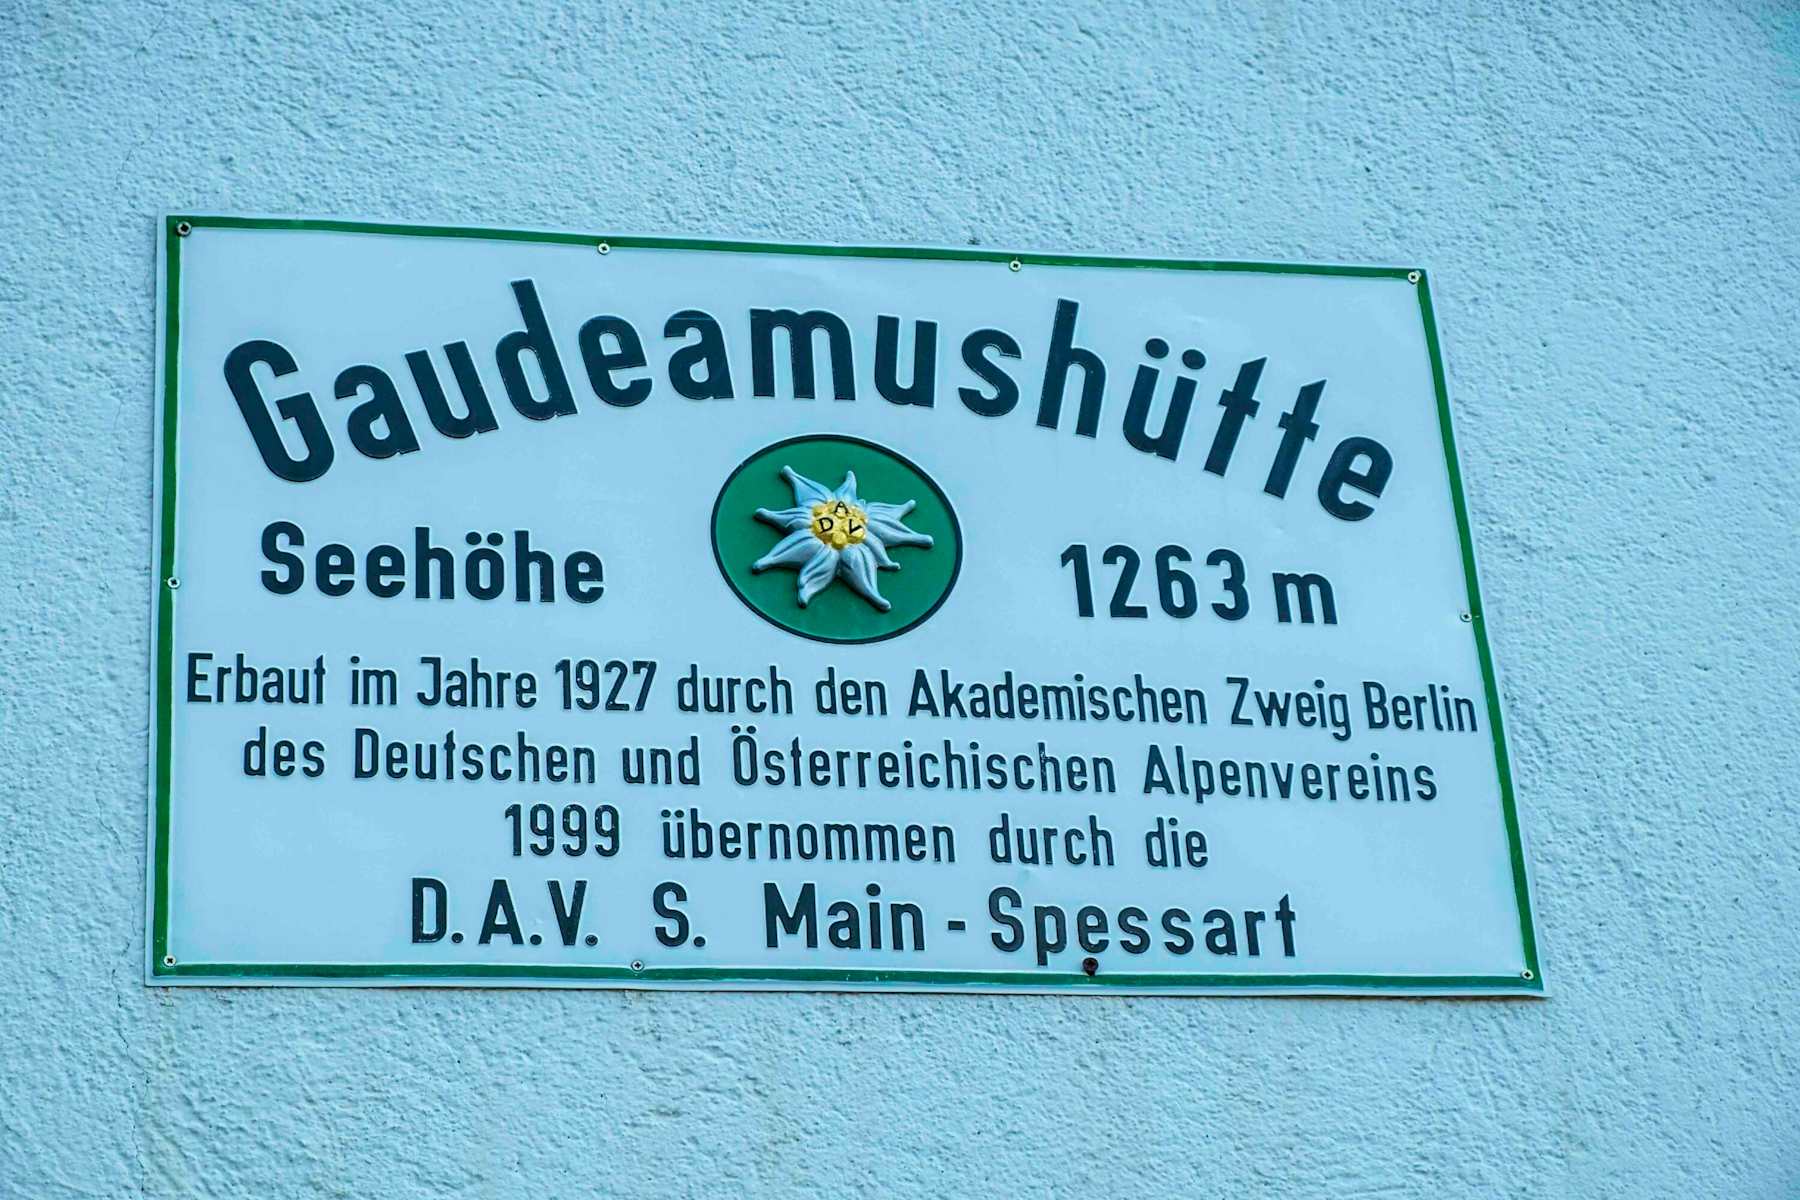 Gaudeamushütte
A
D V
Seehöhe 1263 m
Erbaut im Jahre 1927 durch den Akademischen Zweig Berlin
des Deutschen und Österreichischen Alpenvereins
1999 übernommen durch die
D.A.V. S. Main - Spessart